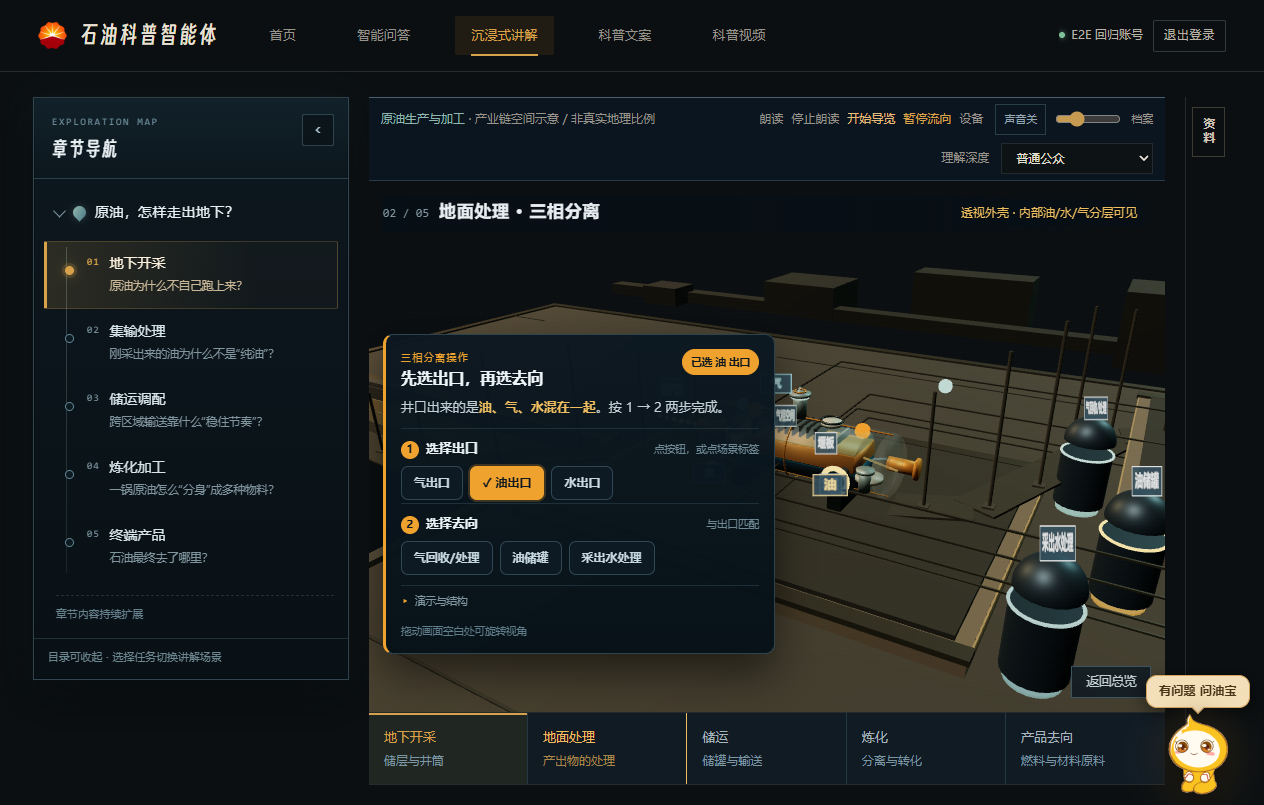 石油科普智能体
首页
智能问答
沉浸式讲解
科普文案
科普视频
E2E 回归账号
退出登录
EXPLORATION MAP
章节导航
原油，怎样走出地下？
01 地下开采
原油为什么不自己跑上来？
02 集输处理
刚采出来的油为什么不是“纯油”？
03 储运调配
跨区域输送靠什么“稳住节奏”？
04 炼化加工
一锅原油怎么“分身”成多种物料？
05 终端产品
石油最终去了哪里？
章节内容持续扩展
目录可收起 · 选择任务切换讲解场景
原油生产与加工 · 产业链空间示意 / 非真实地理比例
朗读 停止朗读 开始导览 暂停流向 设备 声音关 档案
理解深度 普通公众
02 / 05 地面处理 · 三相分离
透视外壳 · 内部油/水/气分层可见
三相分离操作
先选出口，再选去向
已选 油 出口
井口出来的是油、气、水混在一起。按 1 → 2 两步完成。
1 选择出口
点按钮，或点场景标签
气出口
✓ 油出口
水出口
2 选择去向
与出口匹配
气回收/处理
油储罐
采出水处理
▸ 演示与结构
拖动画面空白处可旋转视角
气
堰板
油
油储罐
采出水处理
返回总览
地下开采
储层与井筒
地面处理
产出物的处理
储运
储罐与输送
炼化
分离与转化
产品去向
燃料与材料原料
资料
有问题 问油宝